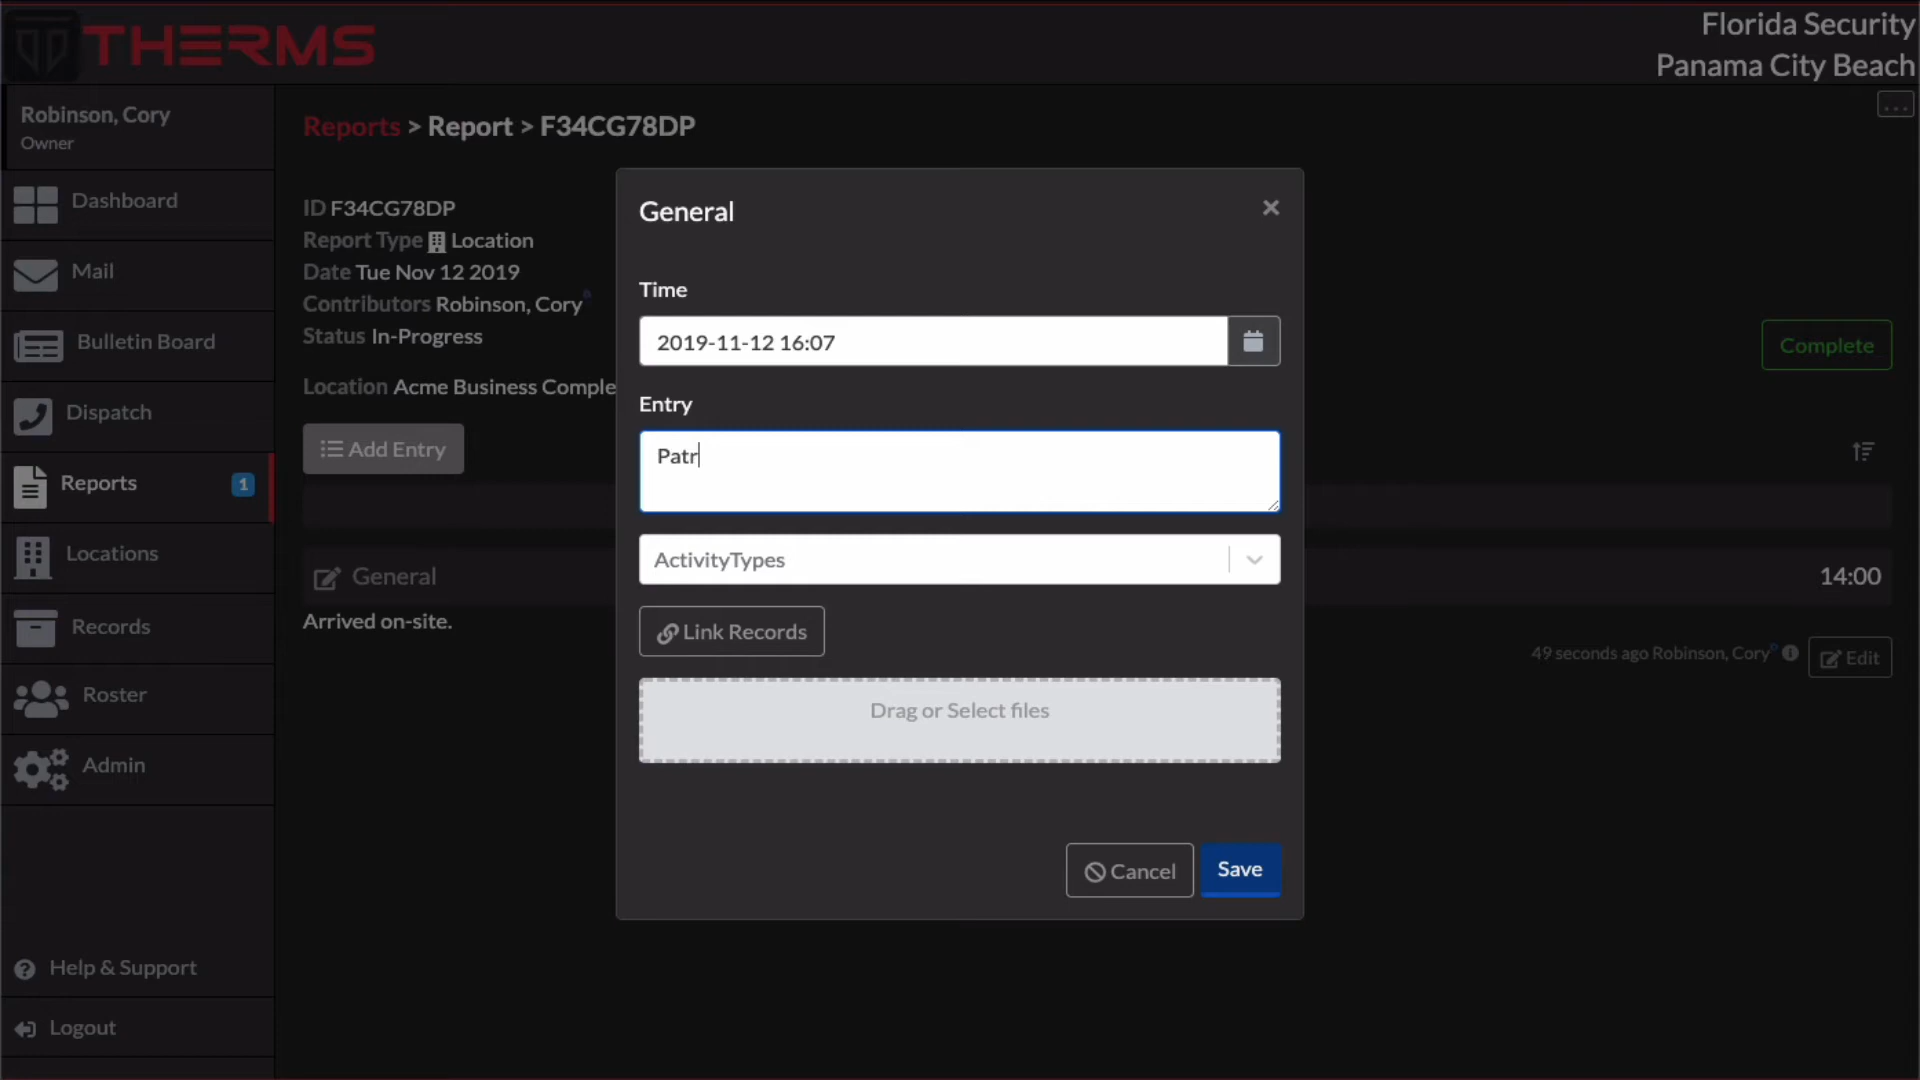 THERMS
Florida Security
Panama City Beach
Robinson, Cory
Owner
Dashboard
Mail
Bulletin Board
Dispatch
Reports 1
Locations
Records
Roster
Admin
Help & Support
Logout
Reports > Report > F34CG78DP
...
ID F34CG78DP
Report Type Location
Date Tue Nov 12 2019
Contributors Robinson, Cory
Status In-Progress
Complete
Location Acme Business Comple
Add Entry
General 14:00
Arrived on-site.
49 seconds ago Robinson, Cory
Edit
General
×
Time
2019-11-12 16:07
Entry
Patr
ActivityTypes
Link Records
Drag or Select files
Cancel
Save